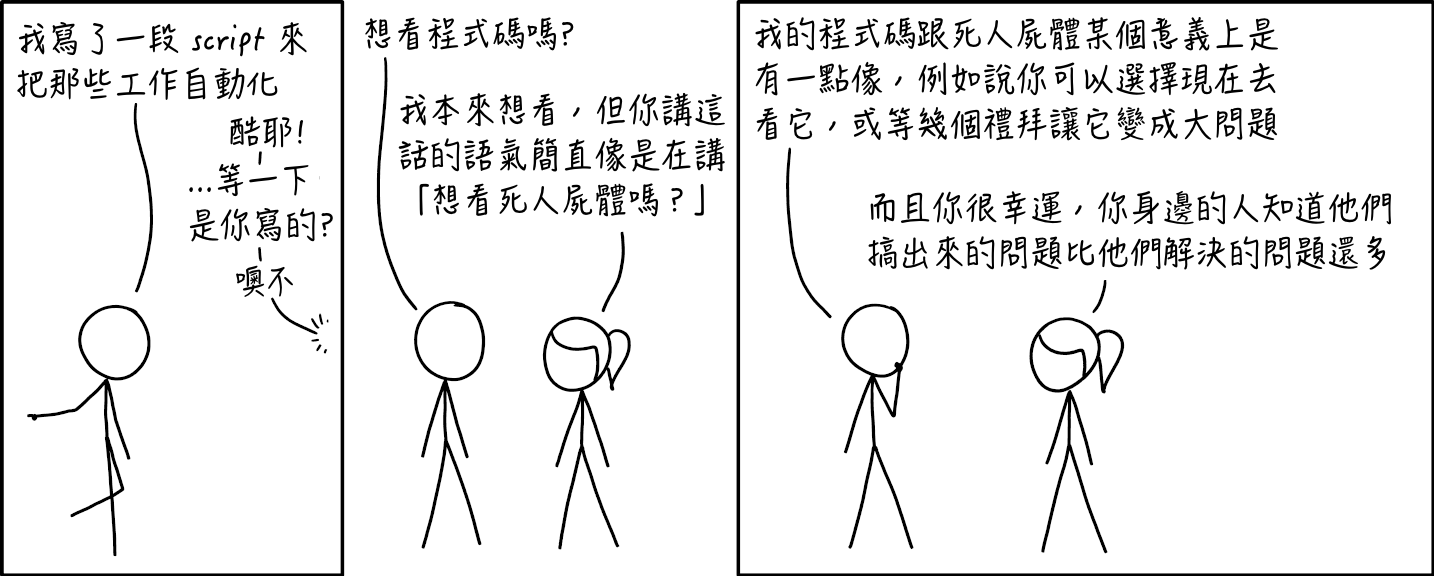 我寫了一段 script 來
把那些工作自動化
酷耶!
...等一下
是你寫的?
噢不
想看程式碼嗎?
我本來想看，但你講這
話的語氣簡直像是在講
「想看死人屍體嗎？」
我的程式碼跟死人屍體某個意義上是
有一點像，例如說你可以選擇現在去
看它，或等幾個禮拜讓它變成大問題
而且你很幸運，你身邊的人知道他們
搞出來的問題比他們解決的問題還多